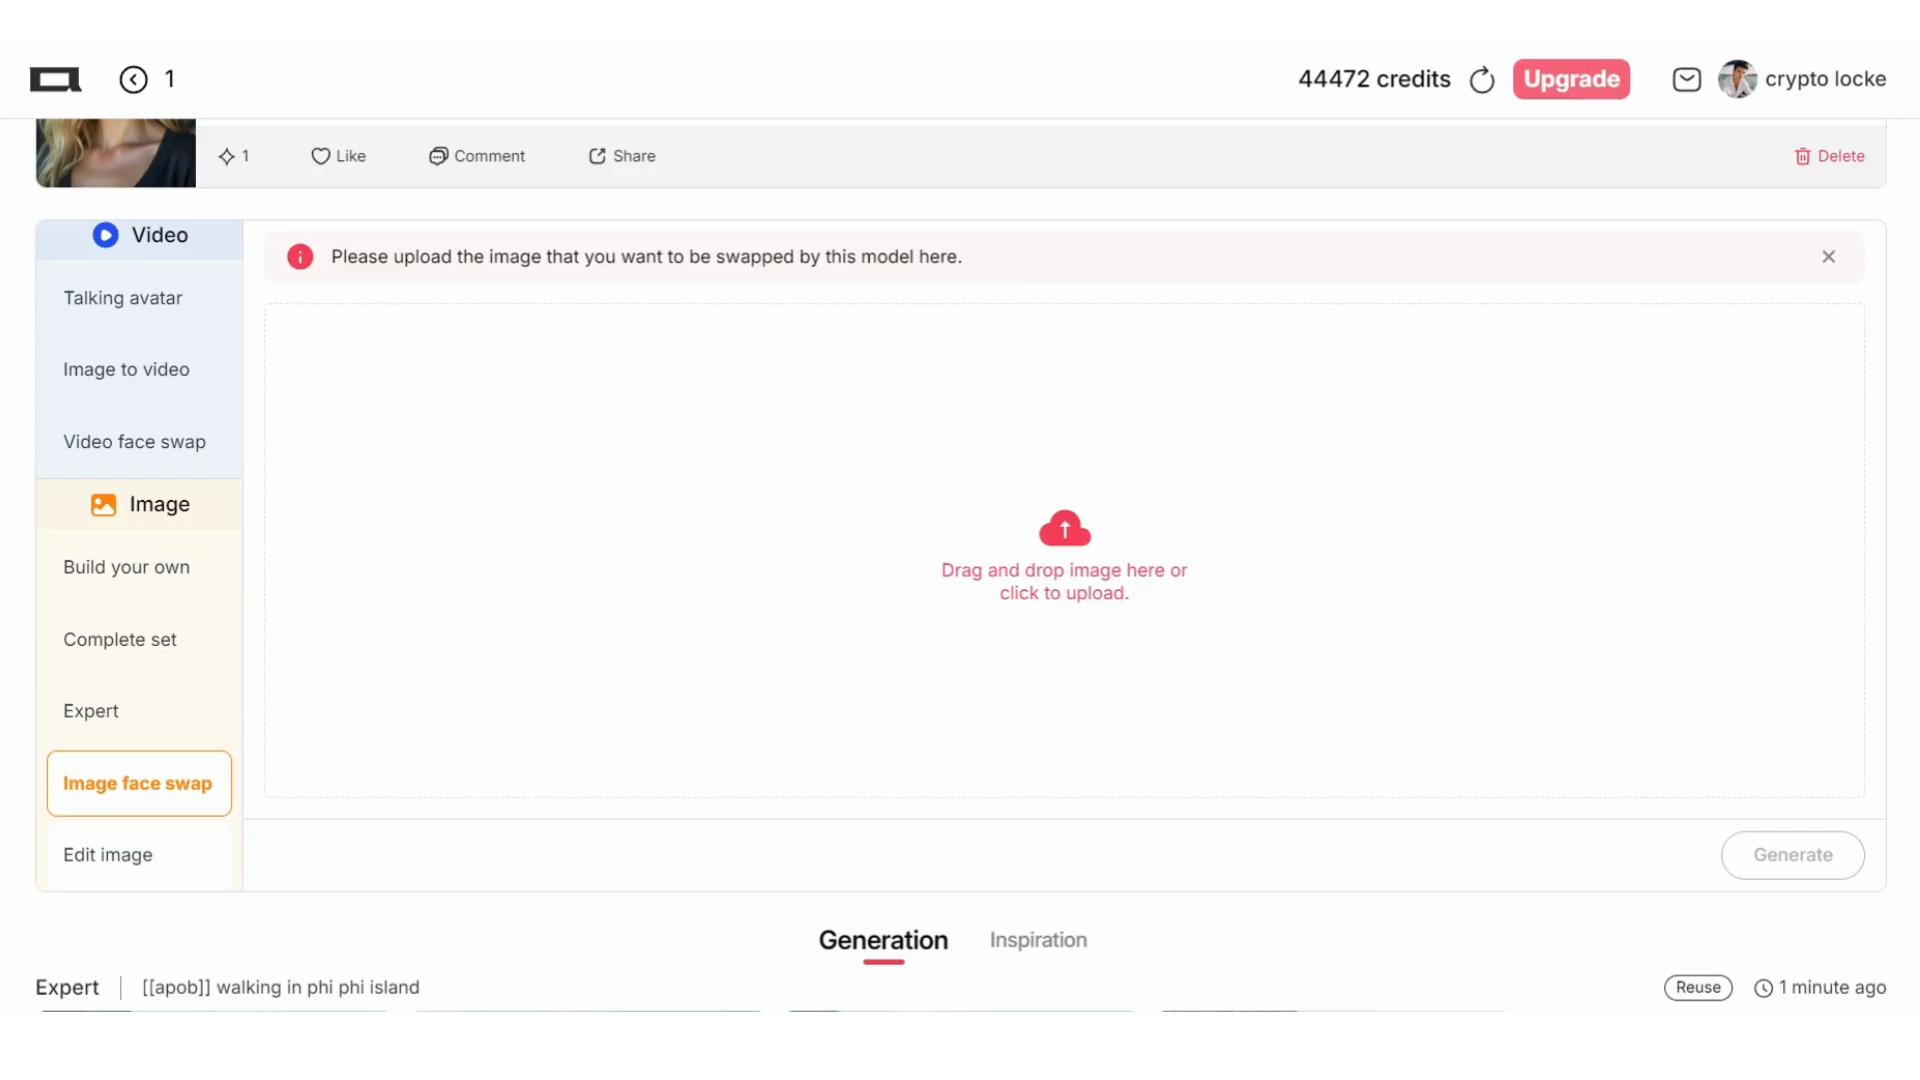 1
44472 credits
Upgrade
crypto locke
1
Like
Comment
Share
Delete
Video
Please upload the image that you want to be swapped by this model here.
Talking avatar
Image to video
Video face swap
Image
Build your own
Complete set
Expert
Image face swap
Edit image
Drag and drop image here or
click to upload.
Generate
Generation
Inspiration
Expert
[[apob]] walking in phi phi island
Reuse
1 minute ago